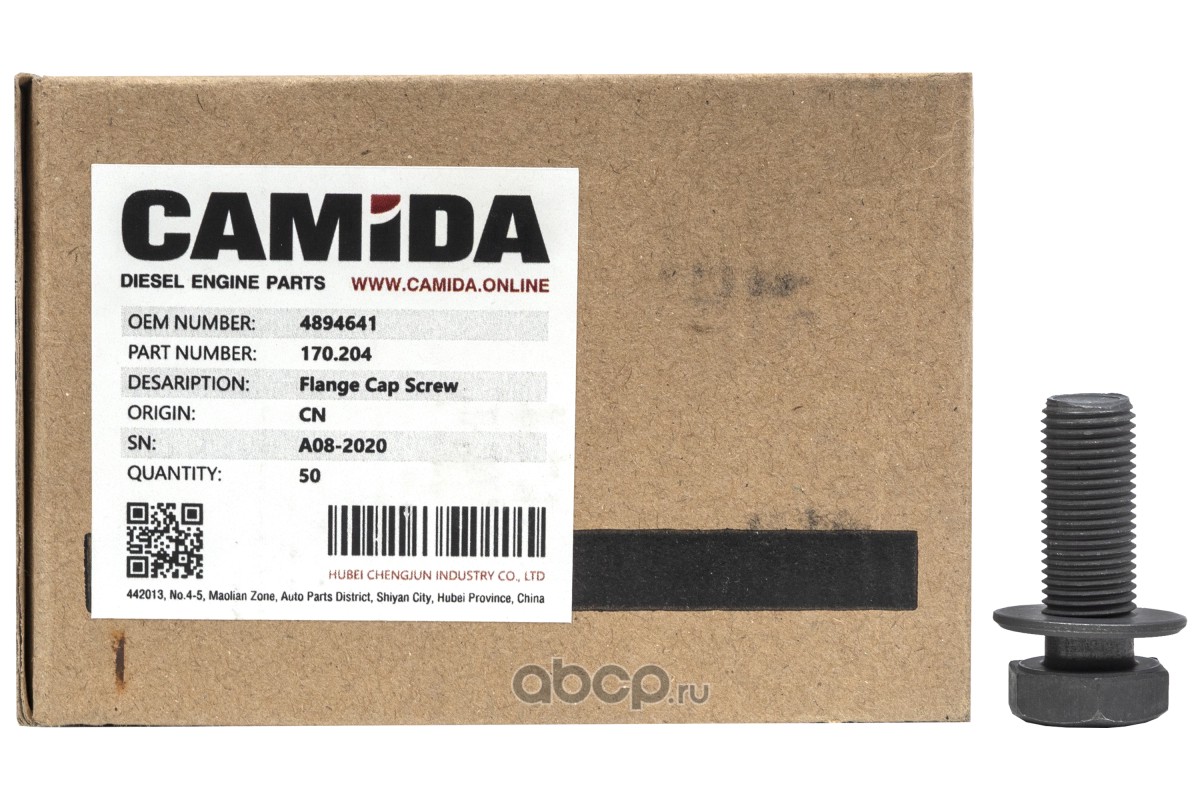 CAMiDA
DIESEL ENGINE PARTS WWW.CAMIDA.ONLINE
OEM NUMBER: 4894641
PART NUMBER: 170.204
DESARIPTION: Flange Cap Screw
ORIGIN: CN
SN: A08-2020
QUANTITY: 50
HUBEI CHENGJUN INDUSTRY CO., LTD
442013, No.4-5, Maolian Zone, Auto Parts District, Shiyan City, Hubei Province, China
abcp.ru